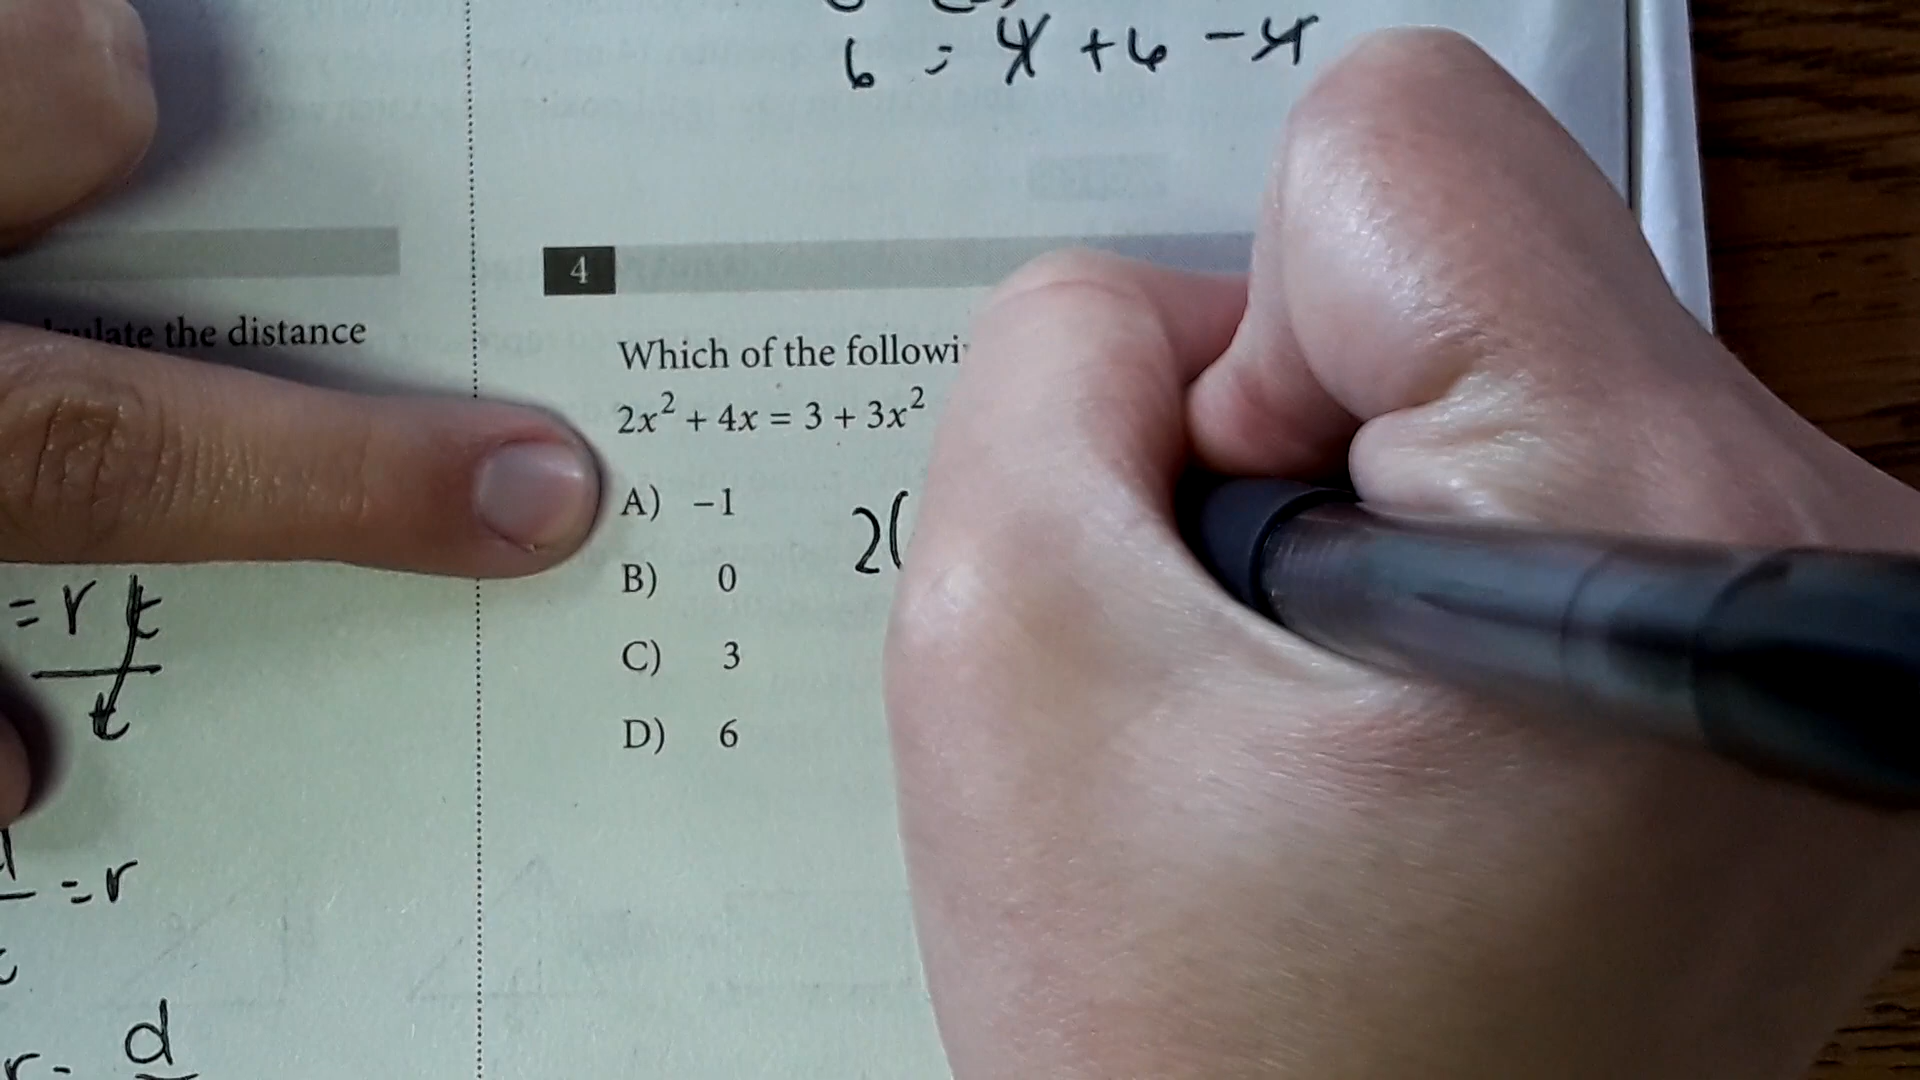 6 = 4 + 6 - 4
4
late the distance
Which of the followi
2x² + 4x = 3 + 3x²
A) −1
2(
B) 0
C) 3
D) 6
= r t
t
= r
d
r =